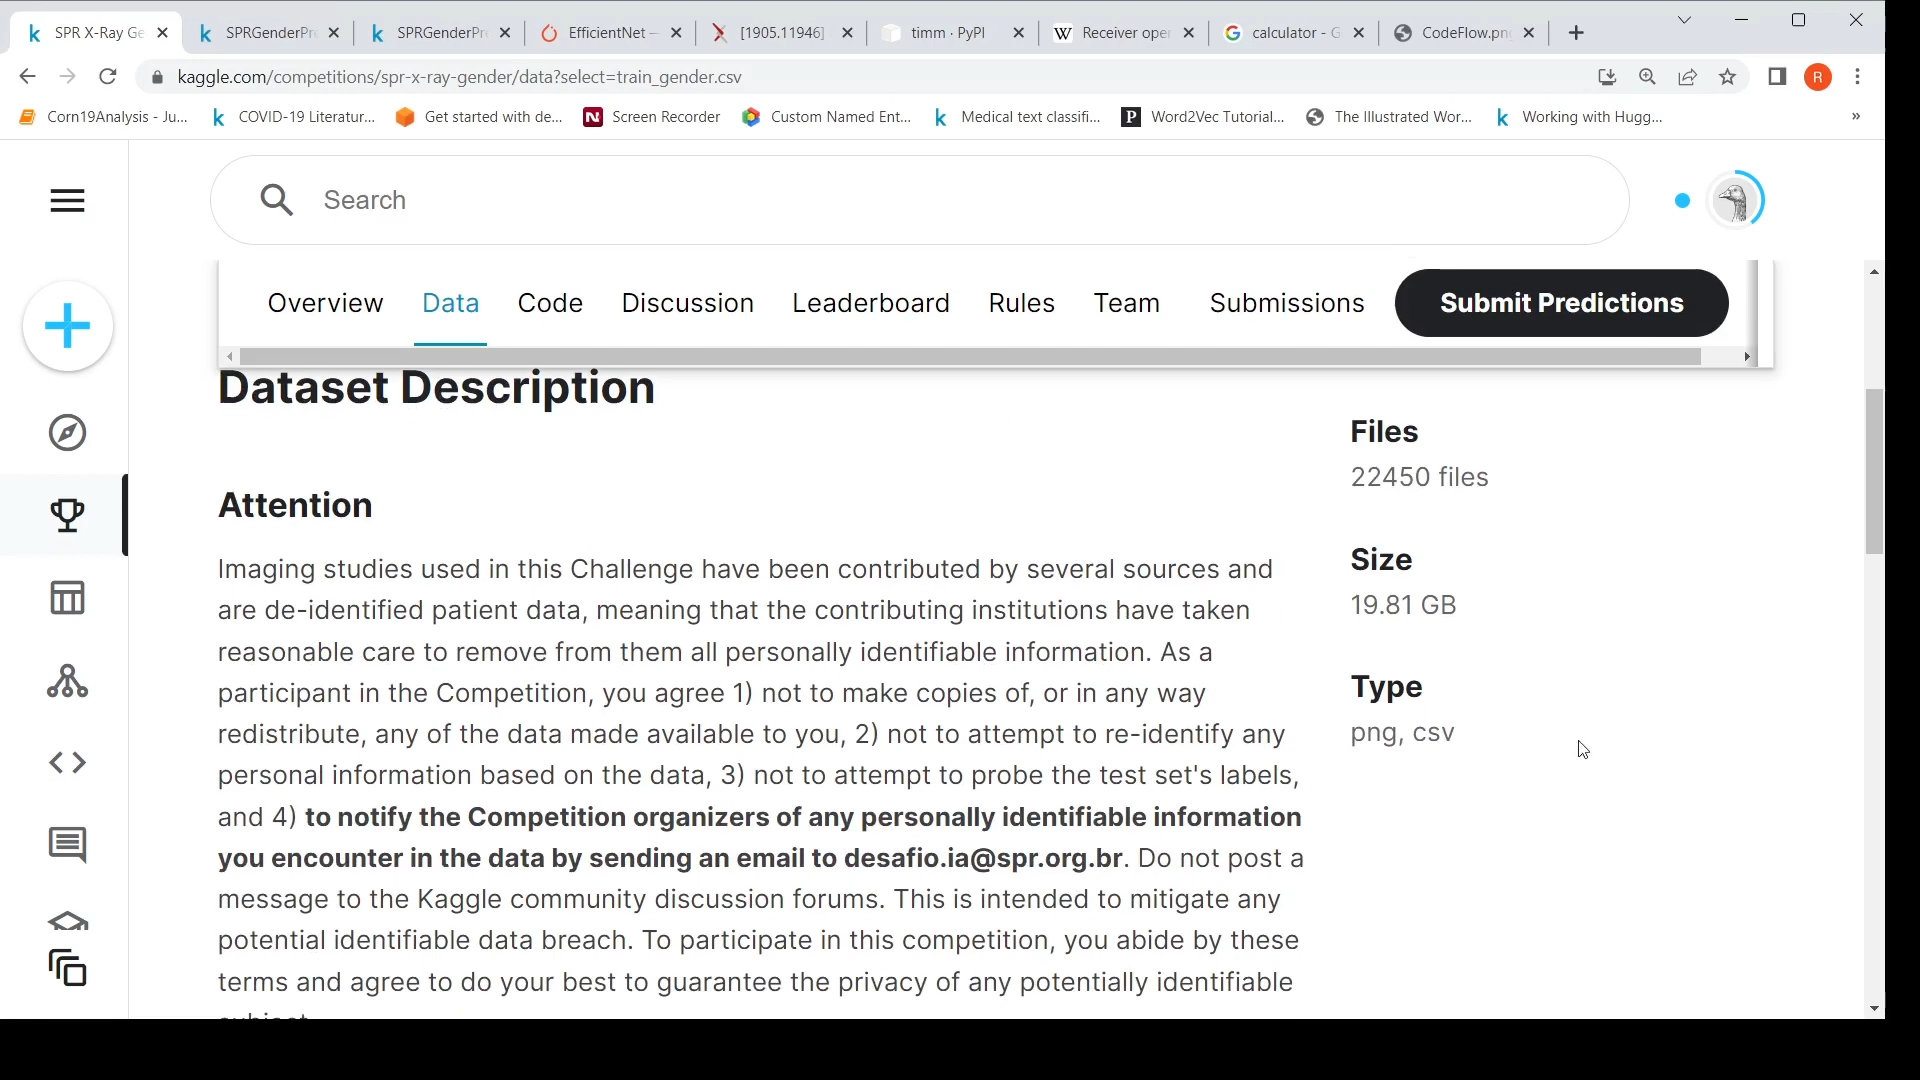 SPR X-Ray Ge
SPRGenderPr
SPRGenderPr
EfficientNet —
[1905.11946]
timm · PyPI
Receiver oper
calculator - G
CodeFlow.pn
kaggle.com/competitions/spr-x-ray-gender/data?select=train_gender.csv
R
Corn19Analysis - Ju...
COVID-19 Literatur...
Get started with de...
Screen Recorder
Custom Named Ent...
Medical text classifi...
Word2Vec Tutorial...
The Illustrated Wor...
Working with Hugg...
»
Search
Overview Data Code Discussion Leaderboard Rules Team Submissions Submit Predictions
Dataset Description
Attention
Imaging studies used in this Challenge have been contributed by several sources and
are de-identified patient data, meaning that the contributing institutions have taken
reasonable care to remove from them all personally identifiable information. As a
participant in the Competition, you agree 1) not to make copies of, or in any way
redistribute, any of the data made available to you, 2) not to attempt to re-identify any
personal information based on the data, 3) not to attempt to probe the test set's labels,
and 4) to notify the Competition organizers of any personally identifiable information
you encounter in the data by sending an email to desafio.ia@spr.org.br. Do not post a
message to the Kaggle community discussion forums. This is intended to mitigate any
potential identifiable data breach. To participate in this competition, you abide by these
terms and agree to do your best to guarantee the privacy of any potentially identifiable
Files
22450 files
Size
19.81 GB
Type
png, csv